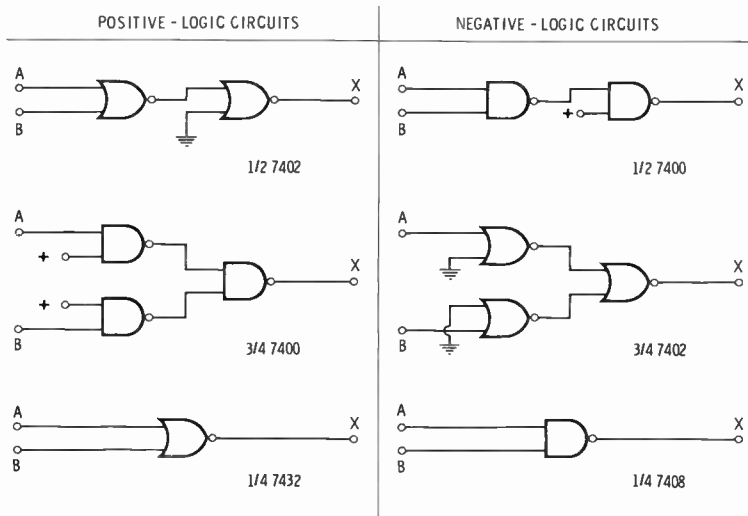 POSITIVE - LOGIC CIRCUITS
A
B
X
1/2 7402
A
+
+
B
X
3/4 7400
A
B
X
1/4 7432
NEGATIVE - LOGIC CIRCUITS
A
B
+
X
1/2 7400
A
B
X
3/4 7402
A
B
X
1/4 7408